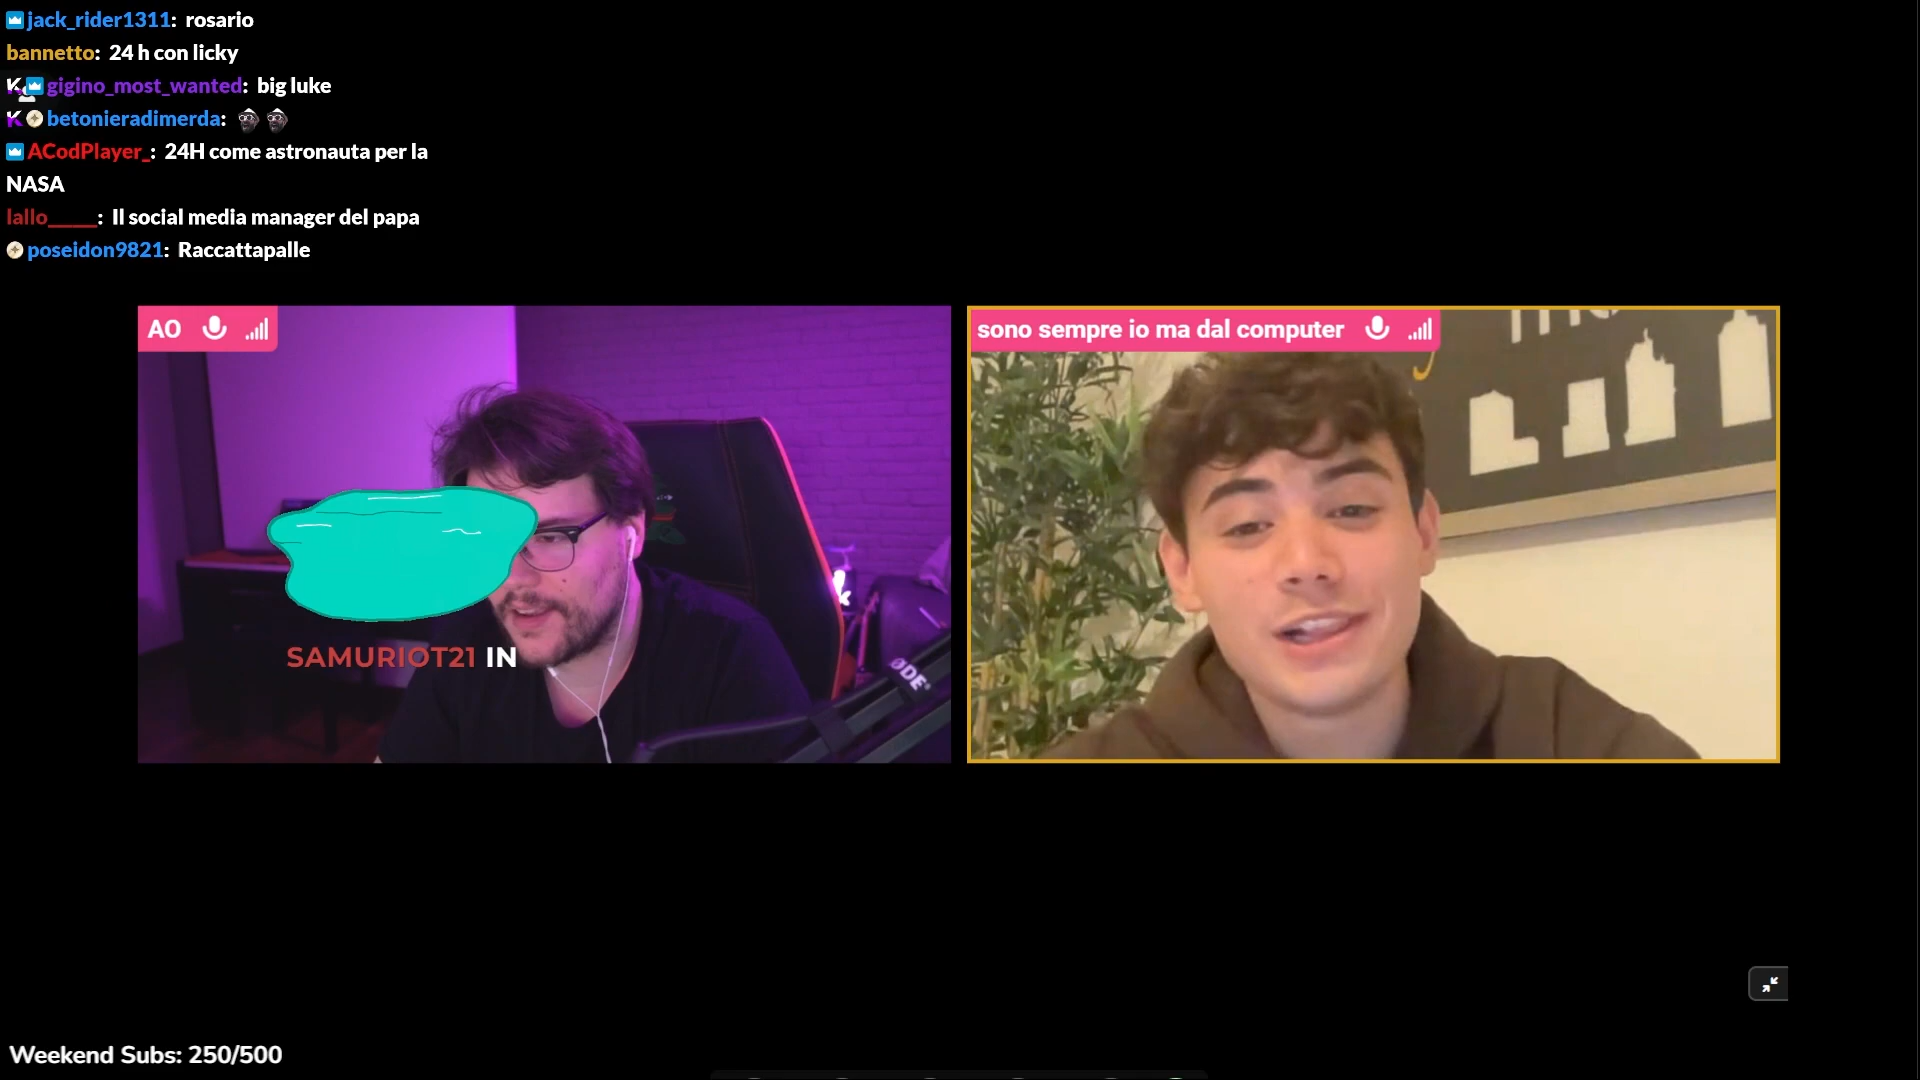 jack_rider1311: rosario
bannetto: 24 h con licky
gigino_most_wanted: big luke
betonieradimerda:
ACodPlayer_: 24H come astronauta per la
NASA
lallo_____: Il social media manager del papa
poseidon9821: Raccattapalle
AO
sono sempre io ma dal computer
SAMURIOT21 IN
RØDE
Weekend Subs: 250/500